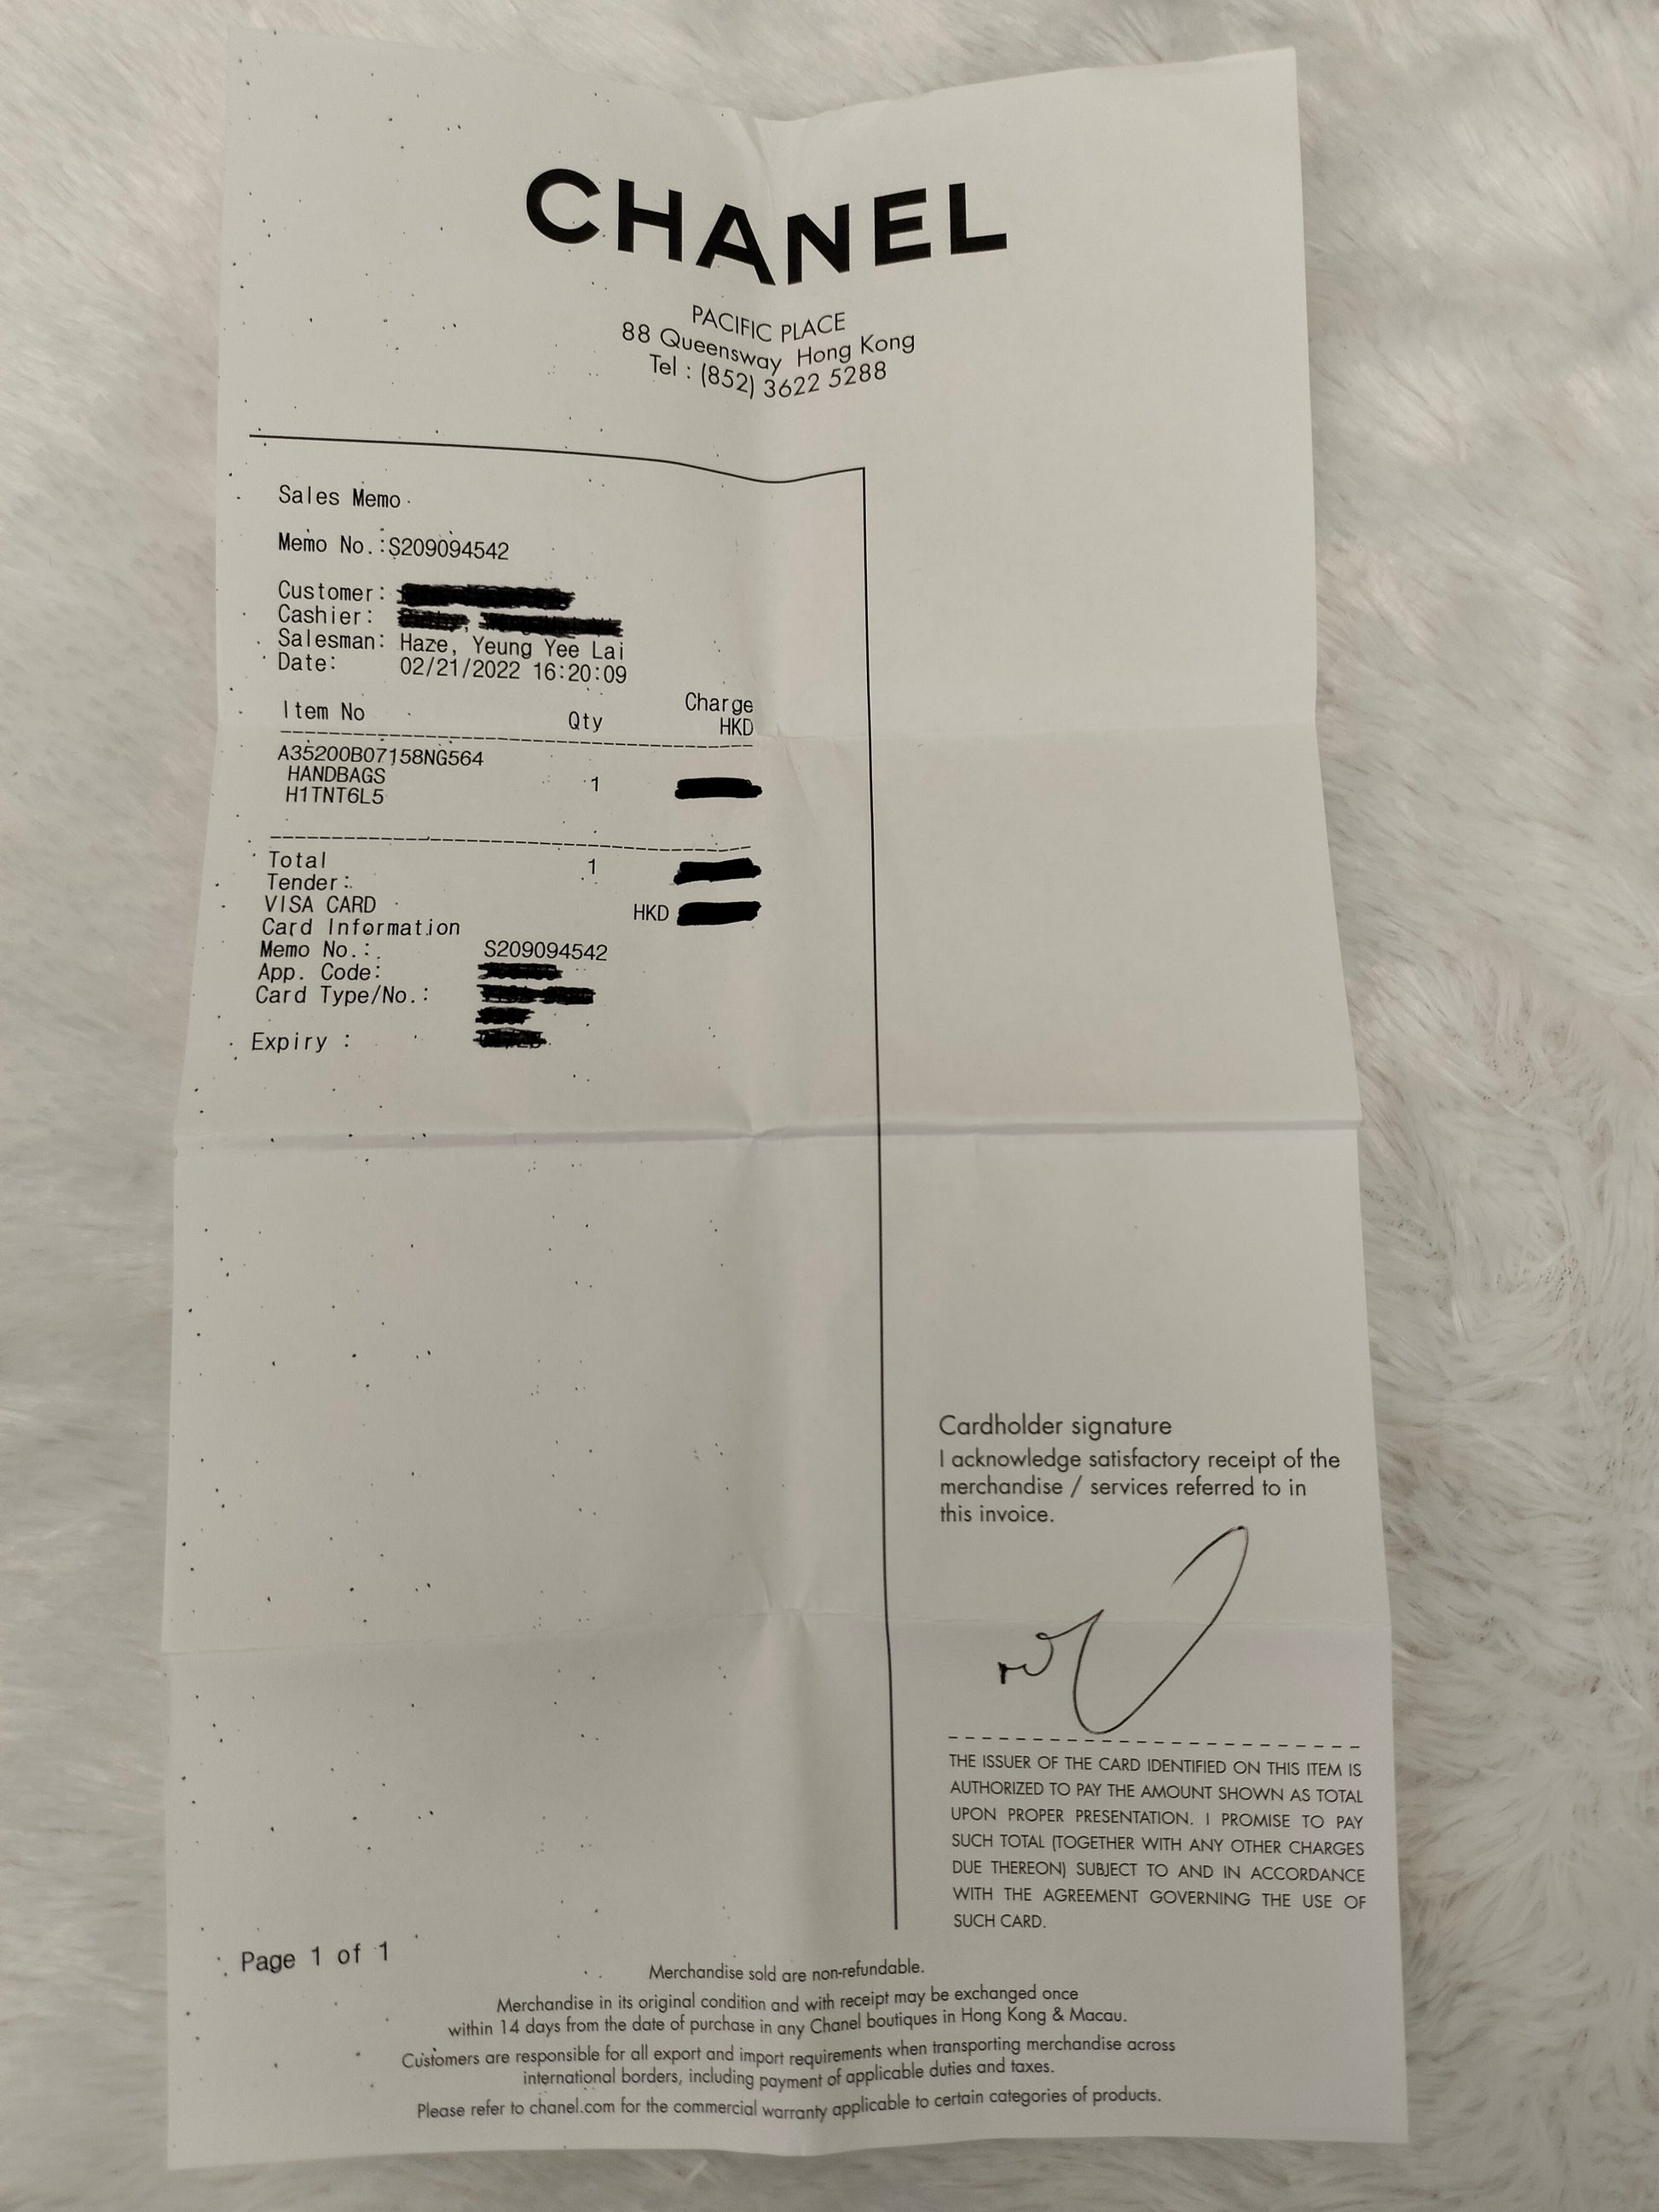 CHANEL
PACIFIC PLACE
88 Queensway Hong Kong
Tel : (852) 3622 5288
Sales Memo
Memo No.:S209094542
Customer:
Cashier:
Salesman: Haze, Yeung Yee Lai
Date: 02/21/2022 16:20:09
Item No Qty Charge
HKD
A35200B07158NG564
HANDBAGS 1
H1TNT6L5
Total 1
Tender:
VISA CARD HKD
Card Information
Memo No.: S209094542
App. Code:
Card Type/No.:
Expiry :
Cardholder signature
I acknowledge satisfactory receipt of the
merchandise / services referred to in
this invoice.
THE ISSUER OF THE CARD IDENTIFIED ON THIS ITEM IS
AUTHORIZED TO PAY THE AMOUNT SHOWN AS TOTAL
UPON PROPER PRESENTATION. I PROMISE TO PAY
SUCH TOTAL (TOGETHER WITH ANY OTHER CHARGES
DUE THEREON) SUBJECT TO AND IN ACCORDANCE
WITH THE AGREEMENT GOVERNING THE USE OF
SUCH CARD.
Page 1 of 1
Merchandise sold are non-refundable.
Merchandise in its original condition and with receipt may be exchanged once
within 14 days from the date of purchase in any Chanel boutiques in Hong Kong & Macau.
Customers are responsible for all export and import requirements when transporting merchandise across
international borders, including payment of applicable duties and taxes.
Please refer to chanel.com for the commercial warranty applicable to certain categories of products.